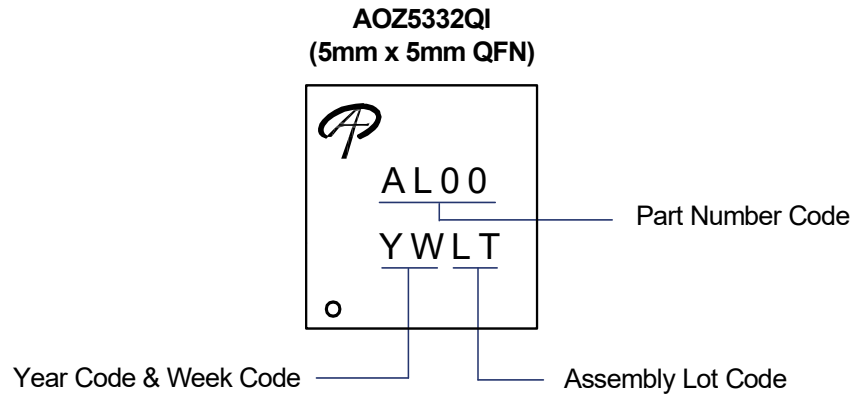 AOZ5332QI
(5mm x 5mm QFN)
AL00
Part Number Code
YWLT
Year Code & Week Code
Assembly Lot Code